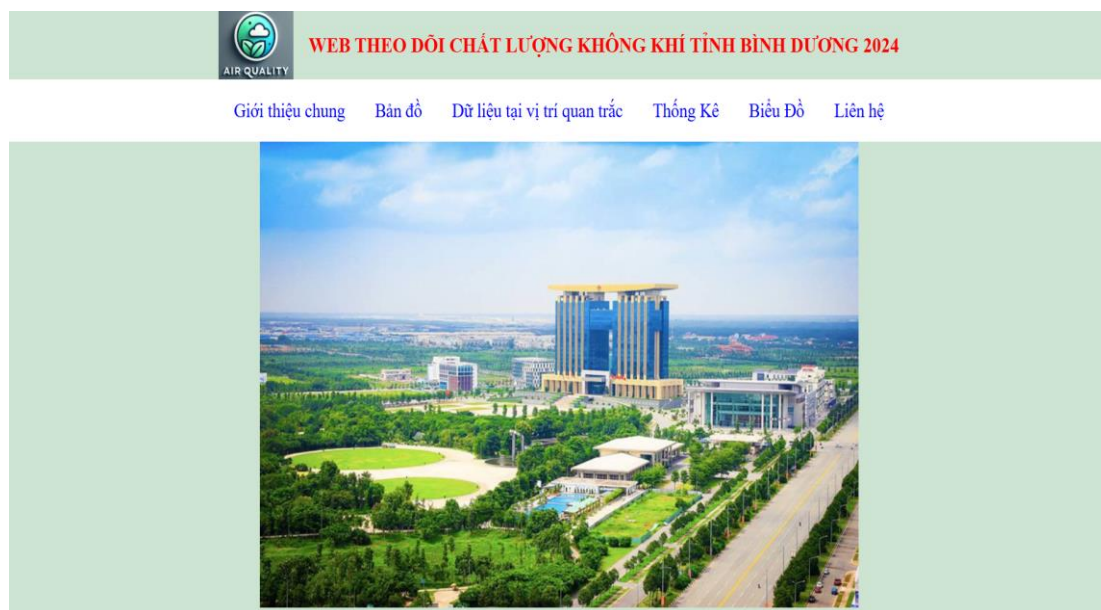 AIR QUALITY
WEB THEO DÕI CHẤT LƯỢNG KHÔNG KHÍ TỈNH BÌNH DƯƠNG 2024
Giới thiệu chung Bản đồ Dữ liệu tại vị trí quan trắc Thống Kê Biểu Đồ Liên hệ